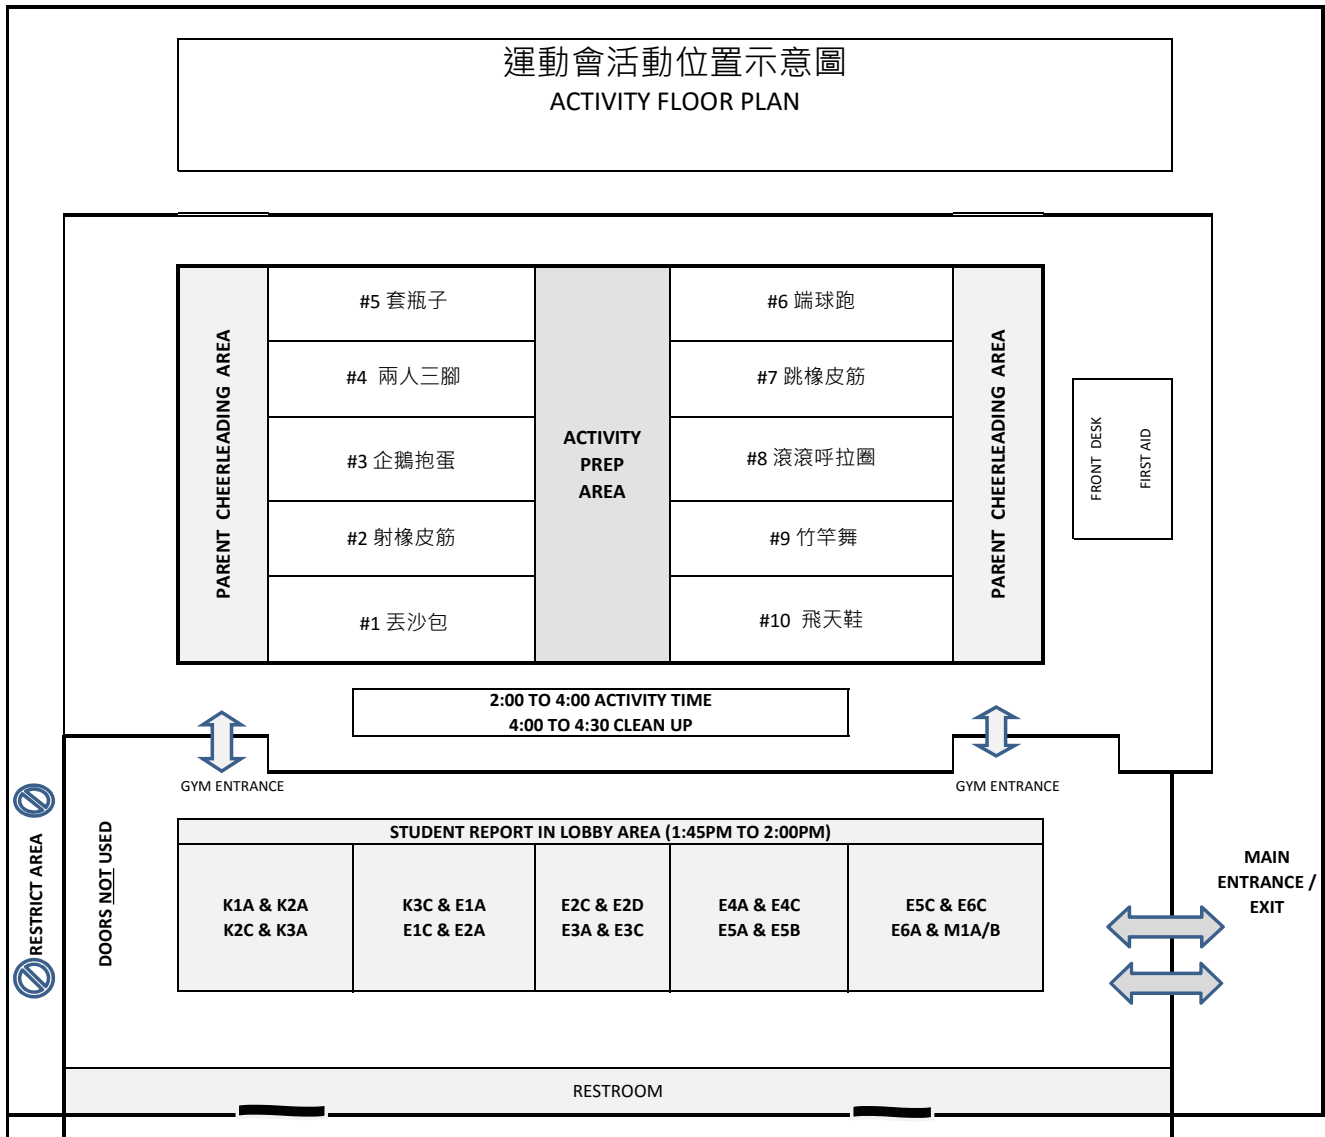 運動會活動位置示意圖
ACTIVITY FLOOR PLAN
PARENT CHEERLEADING AREA
#5 套瓶子
#4 兩人三腳
#3 企鵝抱蛋
#2 射橡皮筋
#1 丟沙包
ACTIVITY
PREP
AREA
#6 端球跑
#7 跳橡皮筋
#8 滾滾呼拉圈
#9 竹竿舞
#10 飛天鞋
PARENT CHEERLEADING AREA
FRONT DESK
FIRST AID
2:00 TO 4:00 ACTIVITY TIME
4:00 TO 4:30 CLEAN UP
GYM ENTRANCE
GYM ENTRANCE
RESTRICT AREA
DOORS NOT USED
STUDENT REPORT IN LOBBY AREA (1:45PM TO 2:00PM)
K1A & K2A
K2C & K3A
K3C & E1A
E1C & E2A
E2C & E2D
E3A & E3C
E4A & E4C
E5A & E5B
E5C & E6C
E6A & M1A/B
MAIN
ENTRANCE /
EXIT
RESTROOM